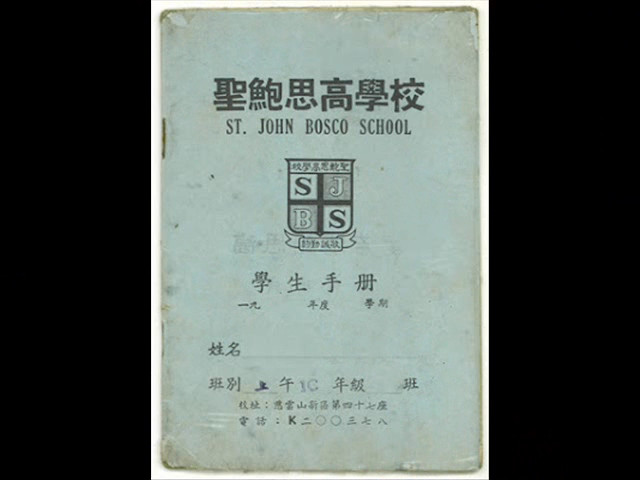 聖鮑思高學校
ST. JOHN BOSCO SCHOOL
校學高思鮑聖
S J
B S
學生手冊
一九 年度 學期
姓名
班別 上 午 1C 年級 班
校址：慈雲山新區第四十七座
電話：K二〇〇三七八